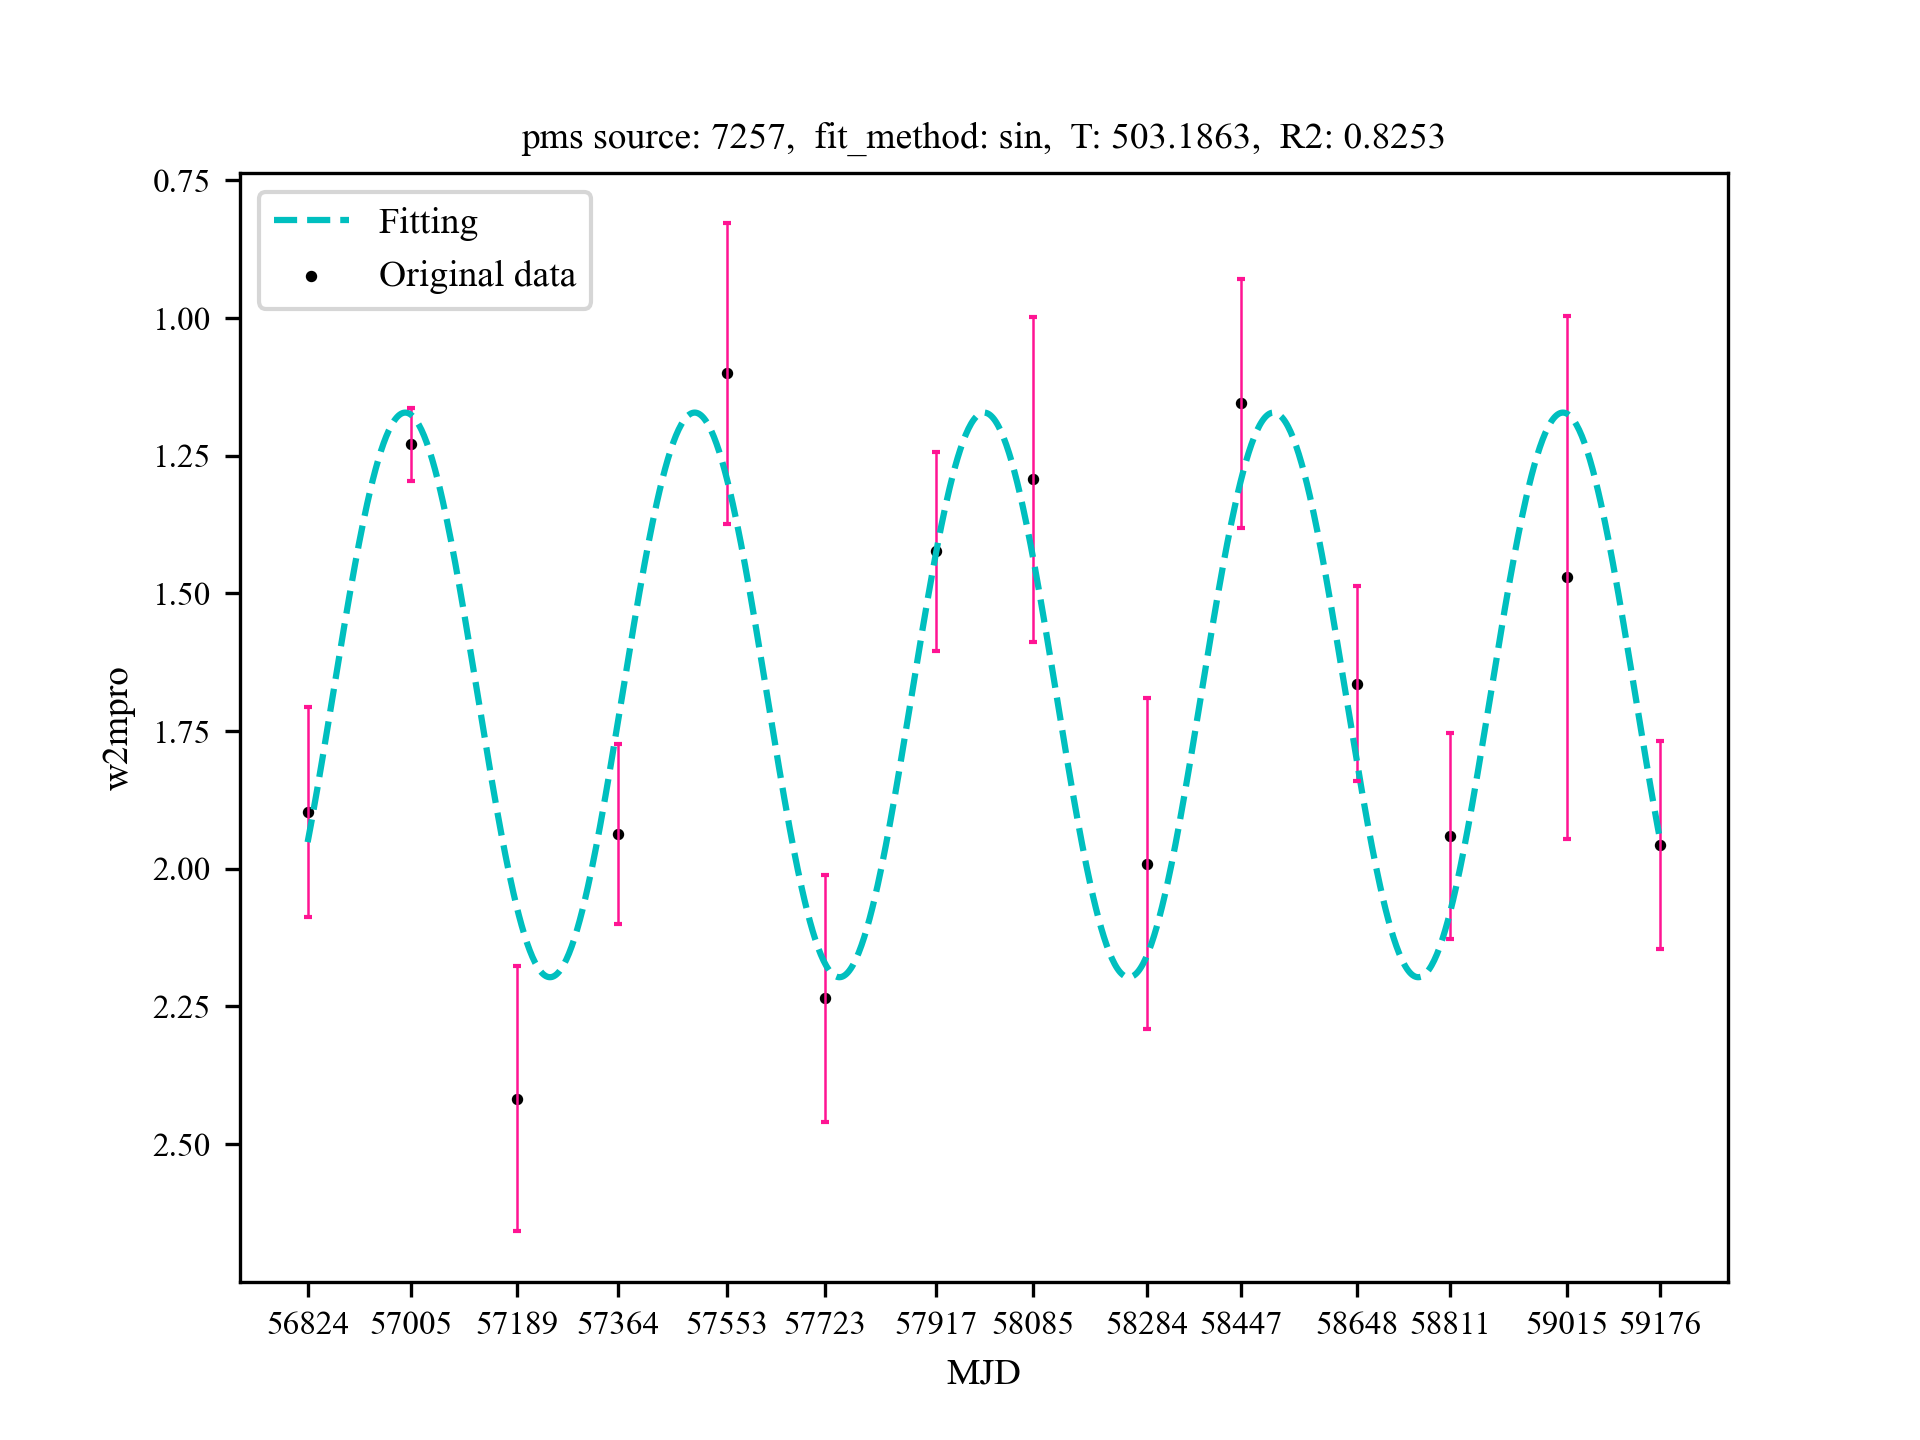 pms source: 7257,  fit_method: sin,  T: 503.1863,  R2: 0.8253
Fitting
Original data
0.75
1.00
1.25
1.50
1.75
2.00
2.25
2.50
w2mpro
56824 57005 57189 57364 57553 57723 57917 58085 58284 58447 58648 58811 59015 59176
MJD